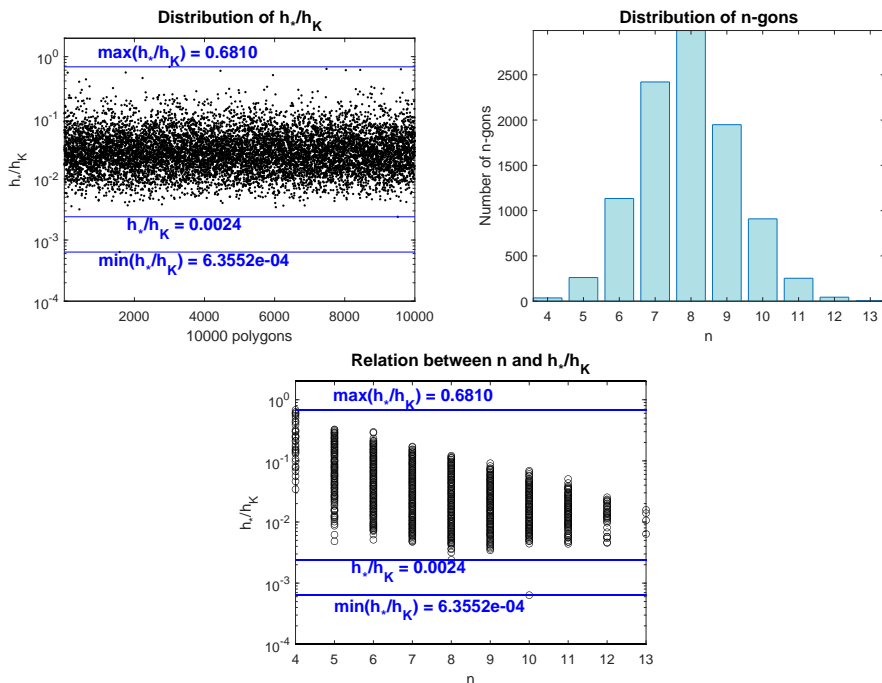 Distribution of h*/hK
max(h*/hK) = 0.6810
h*/hK = 0.0024
min(h*/hK) = 6.3552e-04
h*/hK
10^0
10^-1
10^-2
10^-3
10^-4
2000 4000 6000 8000 10000
10000 polygons
Distribution of n-gons
Number of n-gons
2500
2000
1500
1000
500
0
4 5 6 7 8 9 10 11 12 13
n
Relation between n and h*/hK
max(h*/hK) = 0.6810
h*/hK = 0.0024
min(h*/hK) = 6.3552e-04
h*/hK
10^0
10^-1
10^-2
10^-3
10^-4
4 5 6 7 8 9 10 11 12 13
n